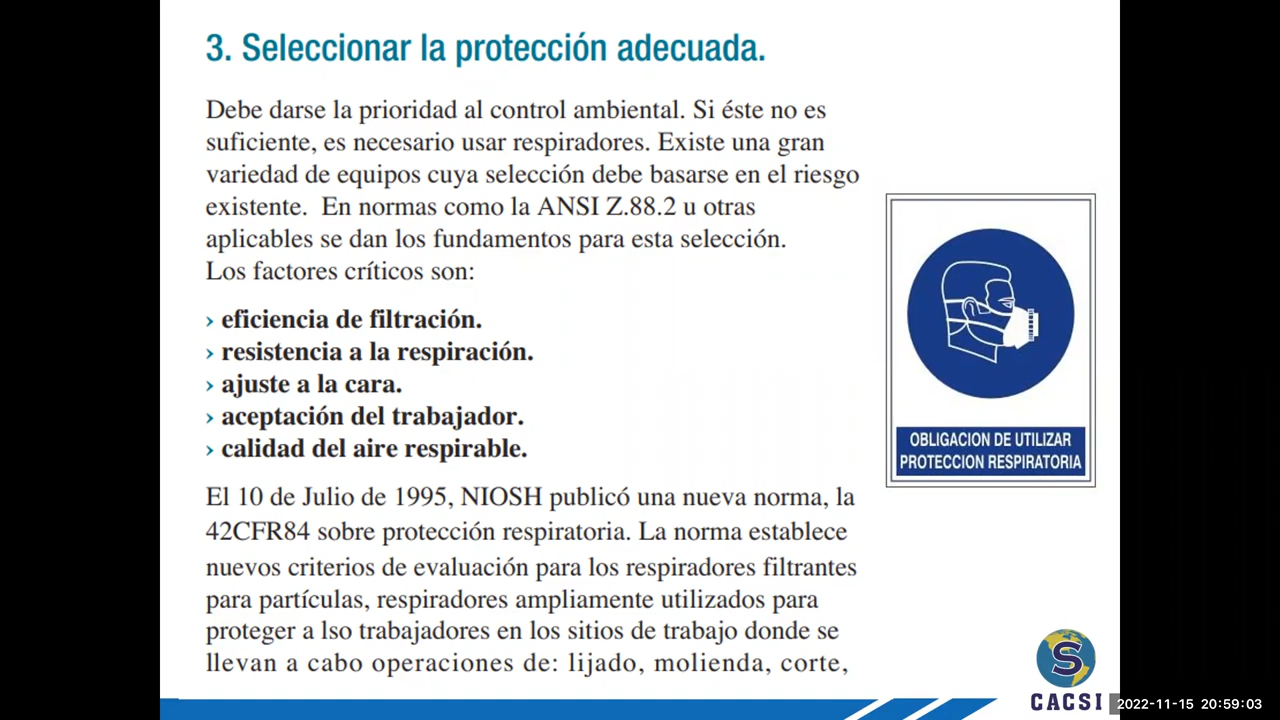 3. Seleccionar la protección adecuada.
Debe darse la prioridad al control ambiental. Si éste no es
suficiente, es necesario usar respiradores. Existe una gran
variedad de equipos cuya selección debe basarse en el riesgo
existente. En normas como la ANSI Z.88.2 u otras
aplicables se dan los fundamentos para esta selección.
Los factores críticos son:
› eficiencia de filtración.
› resistencia a la respiración.
› ajuste a la cara.
› aceptación del trabajador.
› calidad del aire respirable.
El 10 de Julio de 1995, NIOSH publicó una nueva norma, la
42CFR84 sobre protección respiratoria. La norma establece
nuevos criterios de evaluación para los respiradores filtrantes
para partículas, respiradores ampliamente utilizados para
proteger a lso trabajadores en los sitios de trabajo donde se
llevan a cabo operaciones de: lijado, molienda, corte,
OBLIGACION DE UTILIZAR
PROTECCION RESPIRATORIA
S
CACSI
2022-11-15 20:59:03